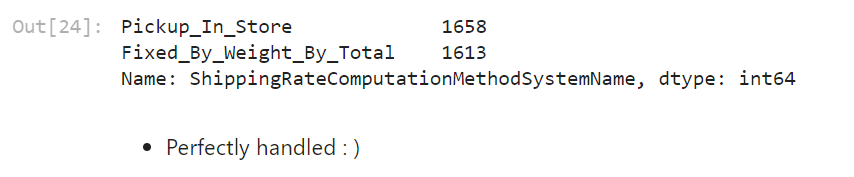 Out[24]: Pickup_In_Store 1658
Fixed_By_Weight_By_Total 1613
Name: ShippingRateComputationMethodSystemName, dtype: int64
• Perfectly handled : )